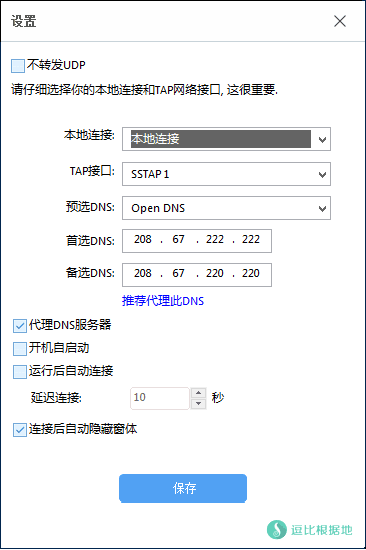 设置
不转发UDP
请仔细选择你的本地连接和TAP网络接口, 这很重要.
本地连接: 本地连接
TAP接口: SSTAP 1
预选DNS: Open DNS
首选DNS: 208 . 67 . 222 . 222
备选DNS: 208 . 67 . 220 . 220
推荐代理此DNS
代理DNS服务器
开机自启动
运行后自动连接
延迟连接: 10 秒
连接后自动隐藏窗体
保存
逗比根据地